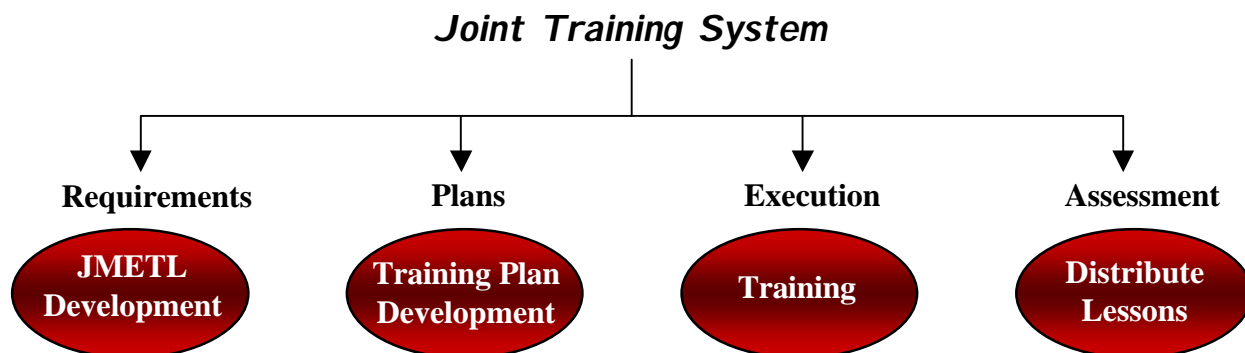 Joint Training System
Requirements
Plans
Execution
Assessment
JMETL
Development
Training Plan
Development
Training
Distribute
Lessons